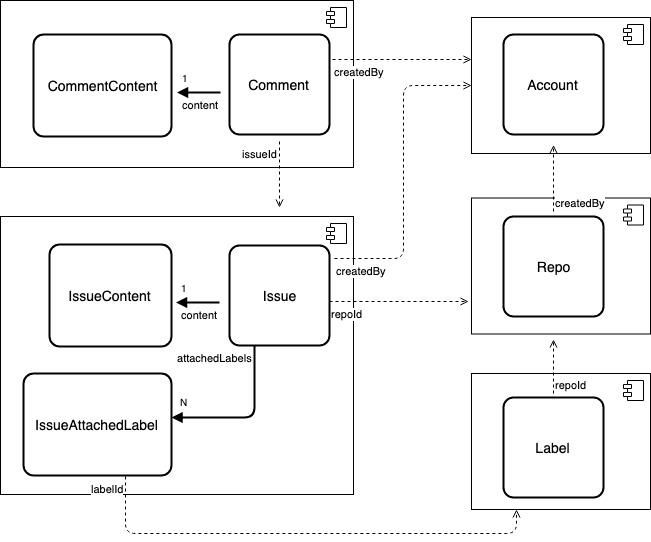 CommentContent
1
content
Comment
createdBy
Account
issueId
createdBy
Repo
createdBy
IssueContent
1
content
Issue
repoId
attachedLabels
N
IssueAttachedLabel
repoId
Label
labelId